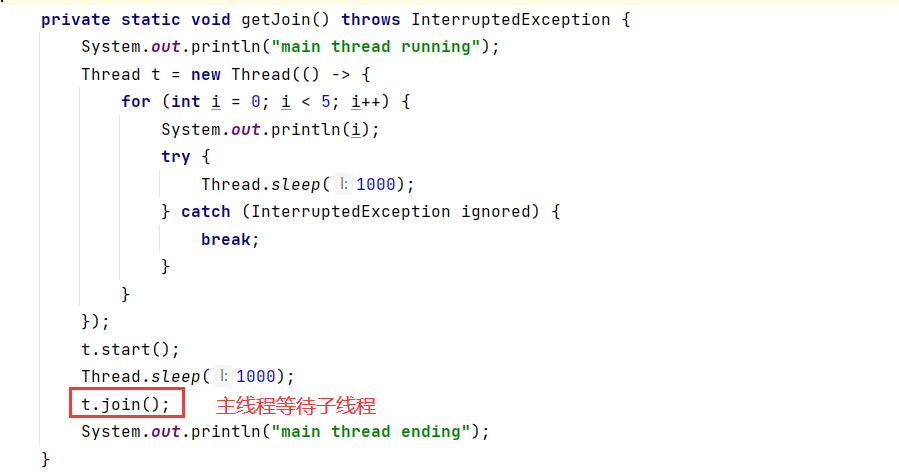 private static void getJoin() throws InterruptedException {
    System.out.println("main thread running");
    Thread t = new Thread(() -> {
        for (int i = 0; i < 5; i++) {
            System.out.println(i);
            try {
                Thread.sleep( l: 1000);
            } catch (InterruptedException ignored) {
                break;
            }
        }
    });
    t.start();
    Thread.sleep( l: 1000);
    t.join(); 主线程等待子线程
    System.out.println("main thread ending");
}